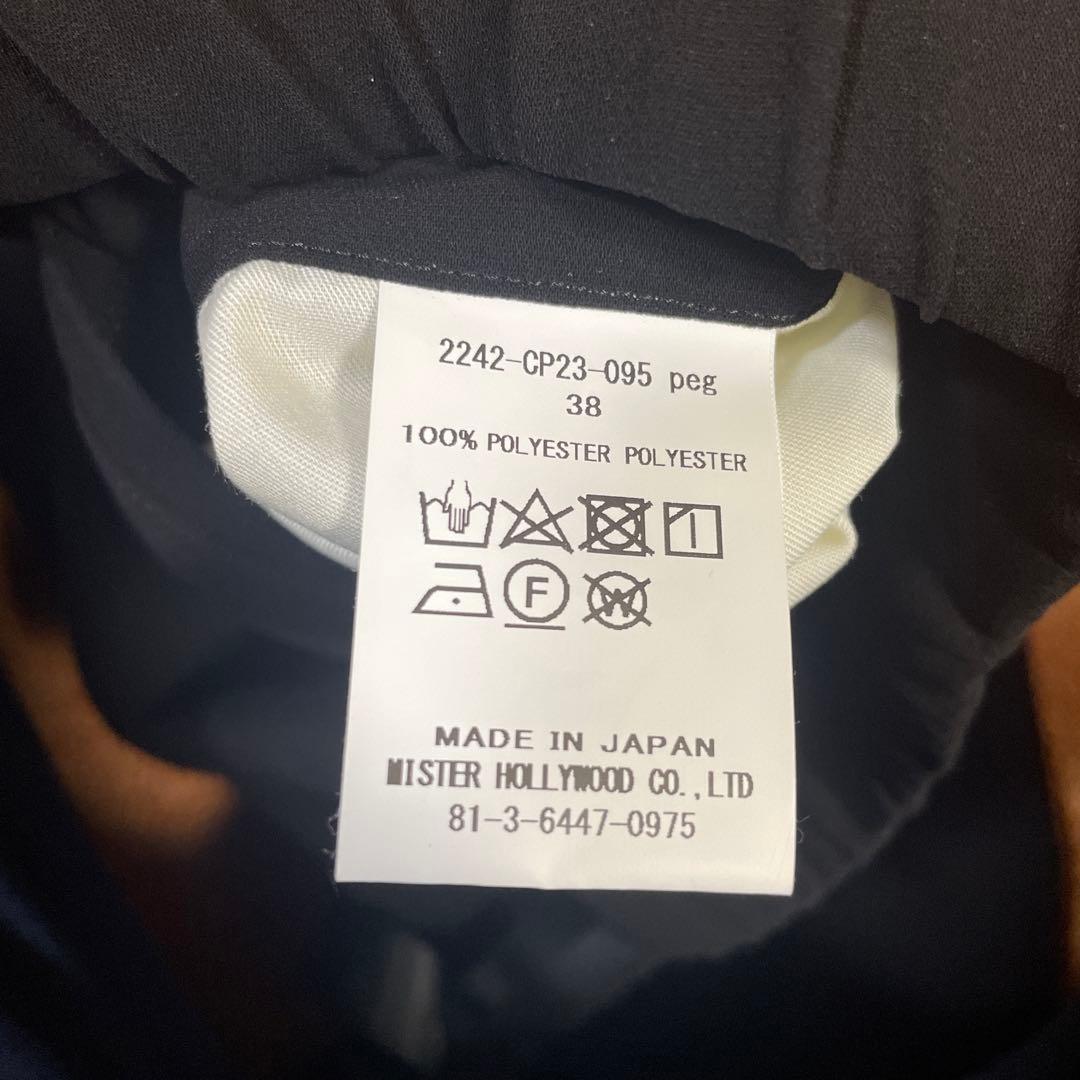 2242-CP23-095 peg
38
100% POLYESTER POLYESTER
F
W
MADE IN JAPAN
MISTER HOLLYWOOD CO.,LTD
81-3-6447-0975